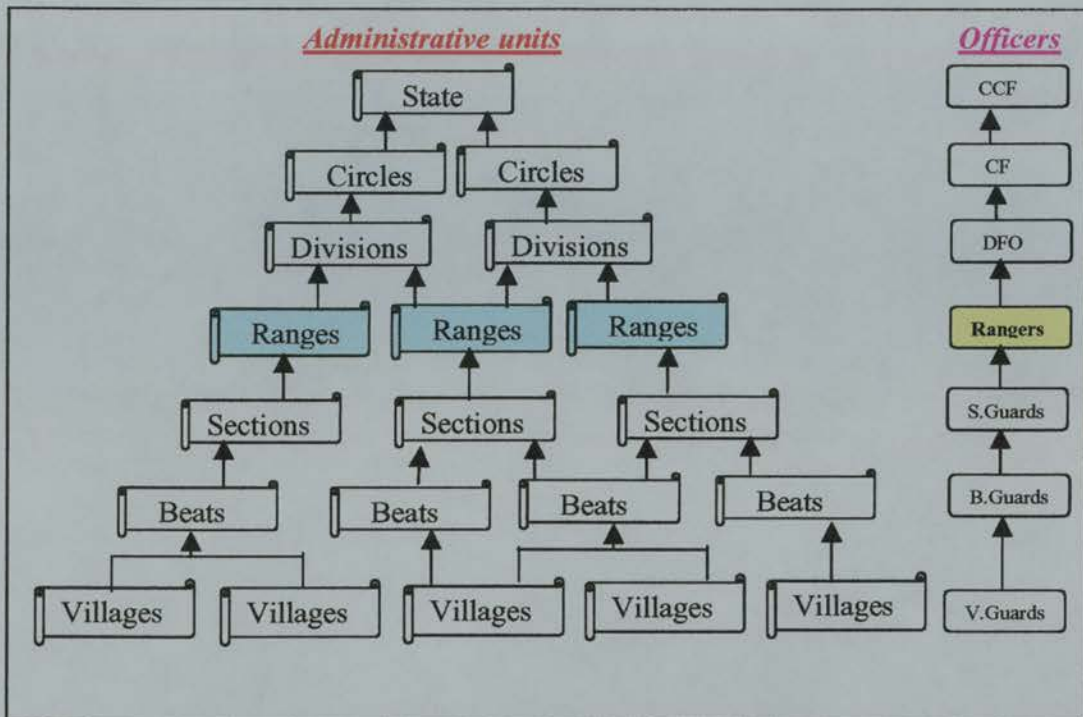 Administrative units Officers
State CCF
Circles Circles CF
Divisions Divisions DFO
Ranges Ranges Ranges Rangers
Sections Sections Sections S.Guards
Beats Beats Beats Beats B.Guards
Villages Villages Villages Villages Villages V.Guards